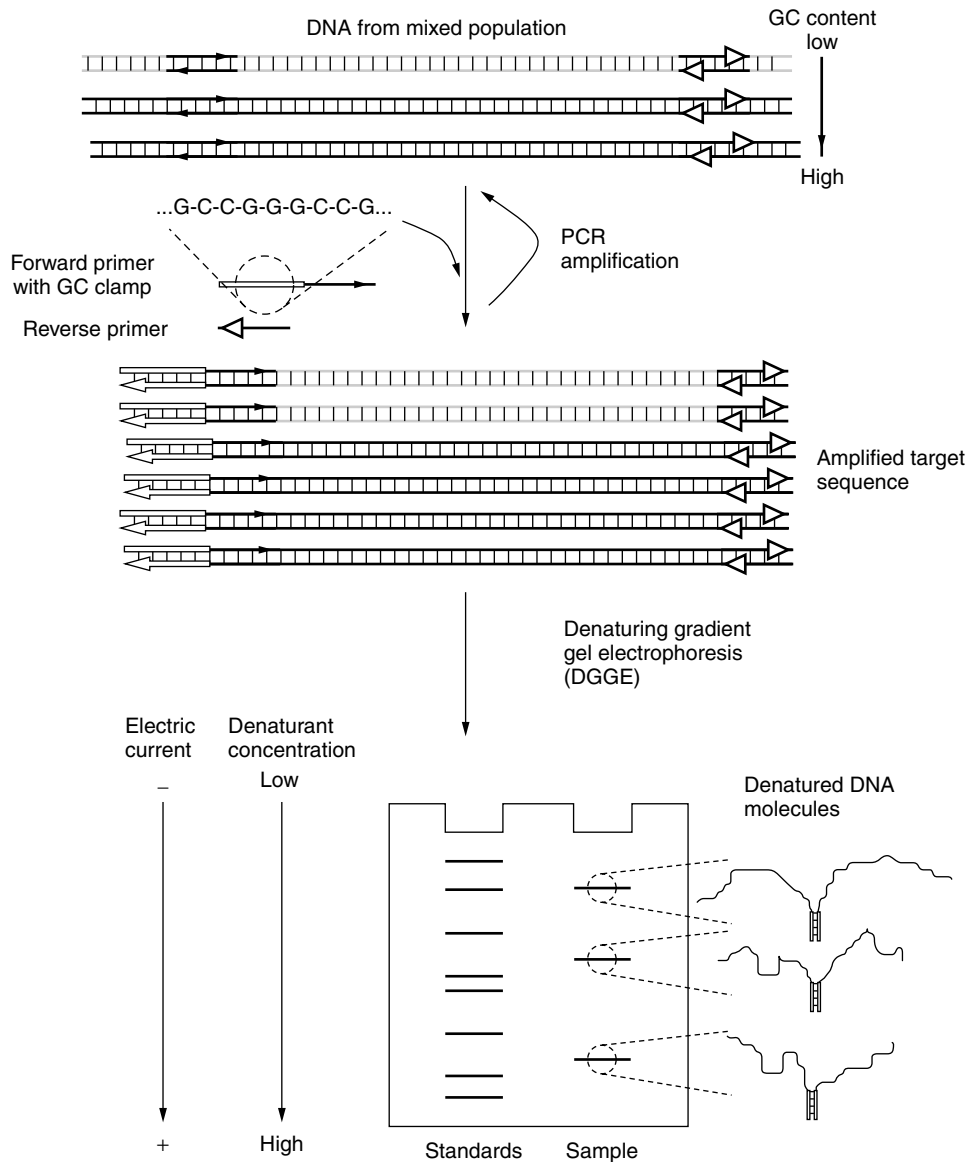 DNA from mixed population
GC content
low
High
...G-C-C-G-G-G-C-C-G...
PCR
amplification
Forward primer
with GC clamp
Reverse primer
Amplified target
sequence
Denaturing gradient
gel electrophoresis
(DGGE)
Electric
current
Denaturant
concentration
–
Low
Denatured DNA
molecules
+
High
Standards
Sample